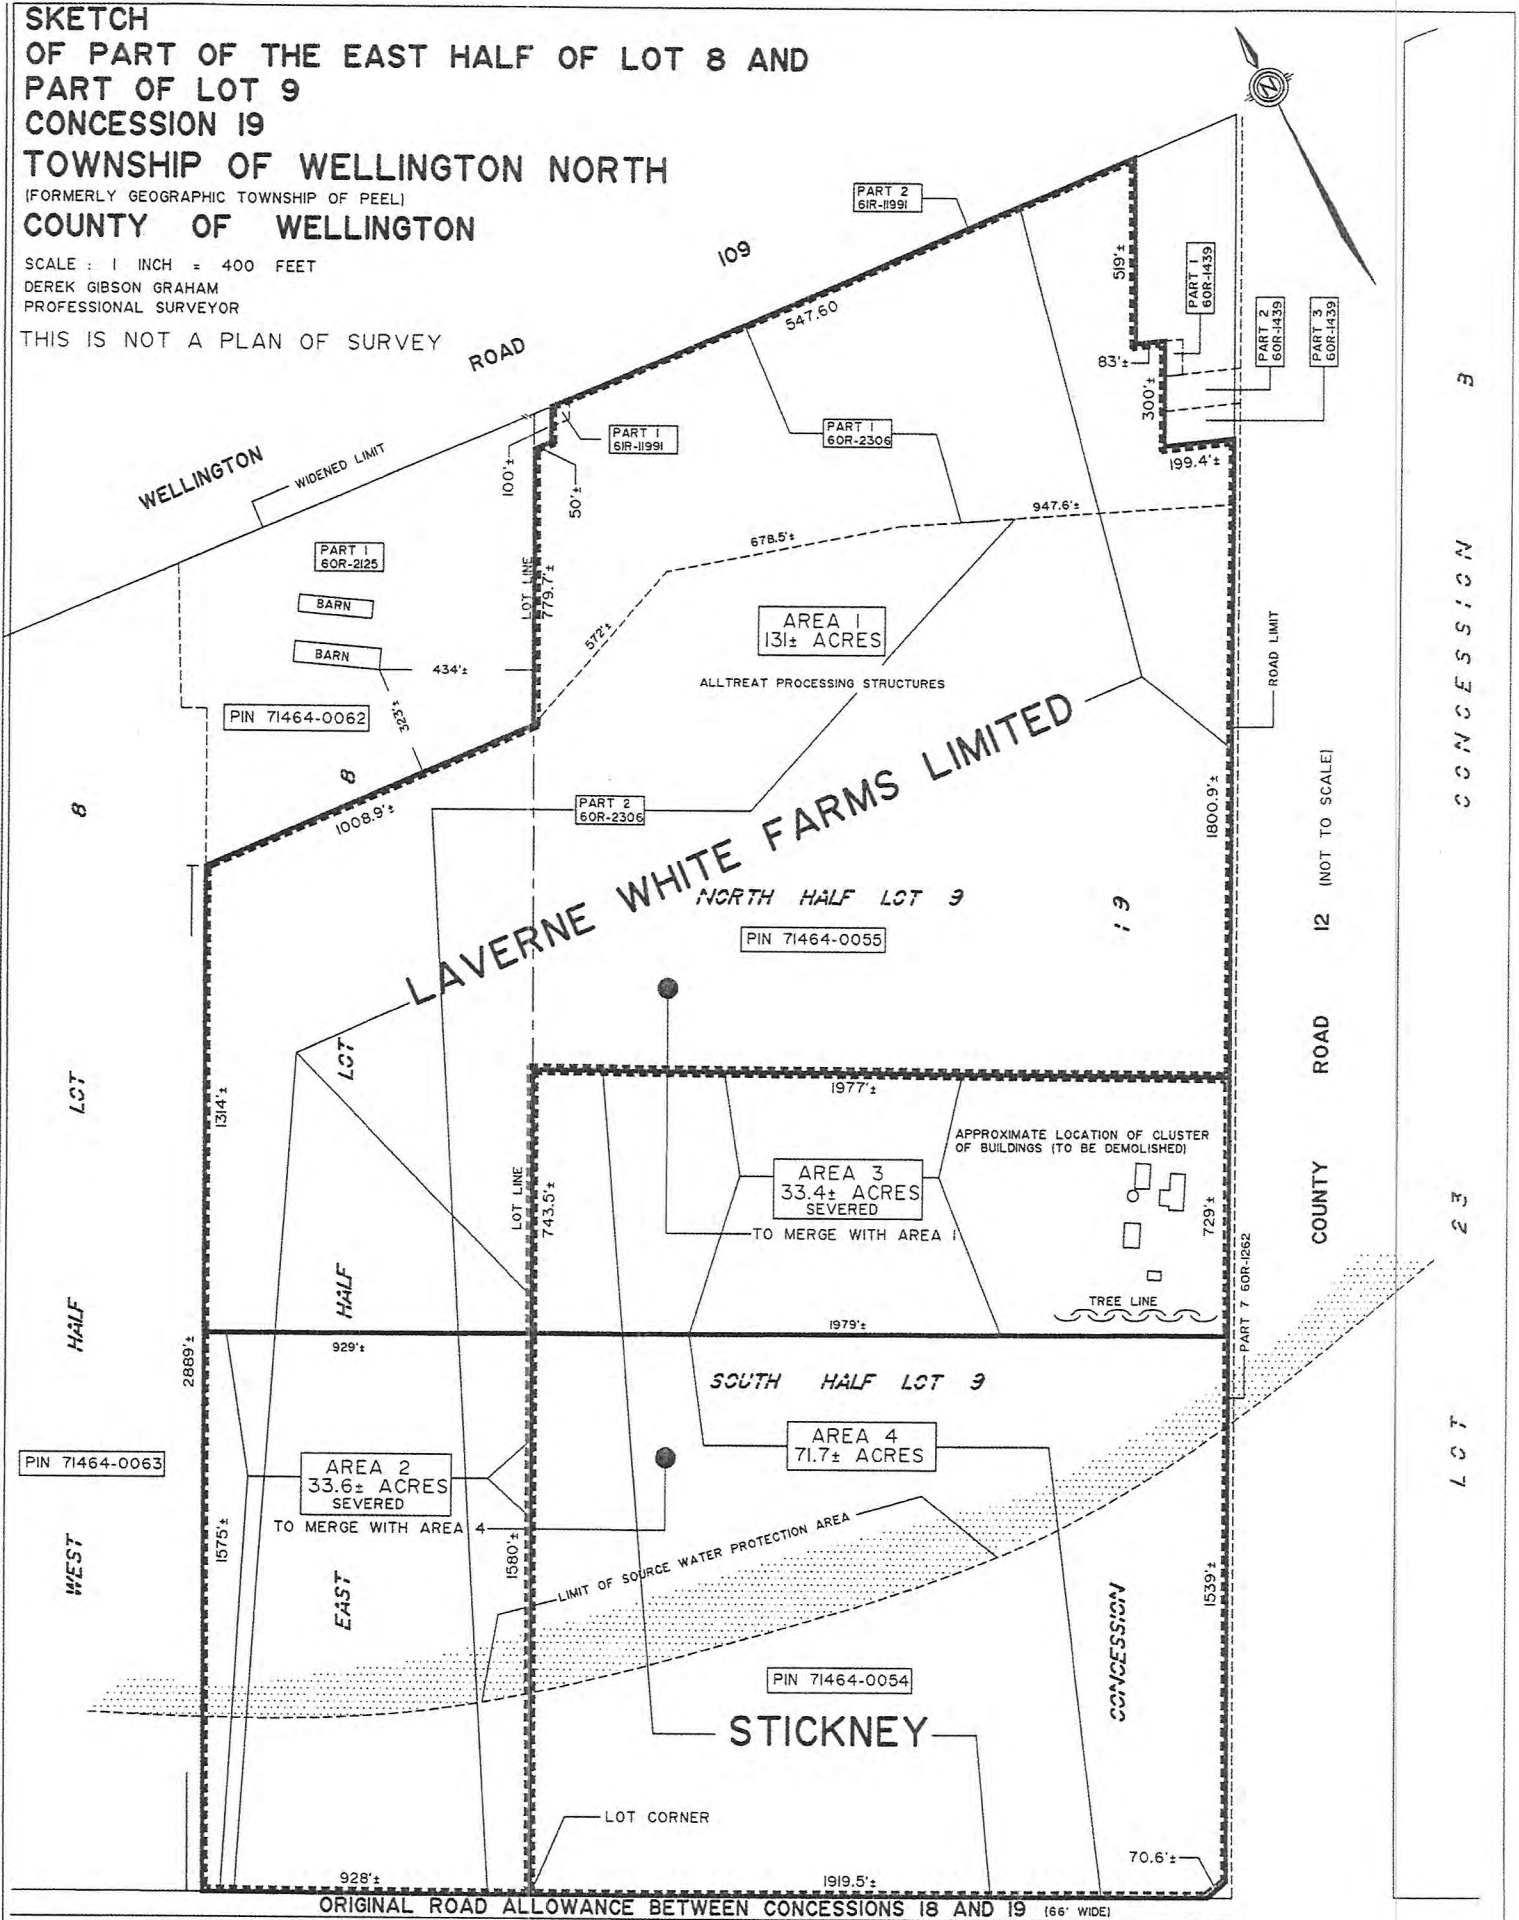 SKETCH
OF PART OF THE EAST HALF OF LOT 8 AND
PART OF LOT 9
CONCESSION 19
TOWNSHIP OF WELLINGTON NORTH
(FORMERLY GEOGRAPHIC TOWNSHIP OF PEEL)
COUNTY OF WELLINGTON
SCALE : 1 INCH = 400 FEET
DEREK GIBSON GRAHAM
PROFESSIONAL SURVEYOR
THIS IS NOT A PLAN OF SURVEY
N
WELLINGTON ROAD 109
WIDENED LIMIT
PART 2
61R-11991
547.60
519'±
83'±
300'±
199.4'±
PART 1
60R-1439
PART 2
60R-1439
PART 3
60R-1439
100'±
50'±
PART 1
61R-11991
PART 1
60R-2306
947.6'±
678.5'±
572'±
LOT LINE
779.7'±
PART 1
60R-2125
BARN
BARN
434'±
323'±
PIN 71464-0062
8
1008.9'±
AREA 1
131± ACRES
ALLTREAT PROCESSING STRUCTURES
PART 2
60R-2306
LAVERNE WHITE FARMS LIMITED
NORTH HALF LOT 9
PIN 71464-0055
19
1800.9'±
ROAD LIMIT
COUNTY ROAD 12 (NOT TO SCALE)
CONCESSION 3
LOT 23
WEST HALF LOT 8
EAST HALF LOT
1314'±
2889'±
1977'±
APPROXIMATE LOCATION OF CLUSTER
OF BUILDINGS (TO BE DEMOLISHED)
AREA 3
33.4± ACRES
SEVERED
TO MERGE WITH AREA 1
LOT LINE
743.5'±
729'±
TREE LINE
PART 7 60R-1262
929'±
1979'±
SOUTH HALF LOT 9
AREA 4
71.7± ACRES
PIN 71464-0063
AREA 2
33.6± ACRES
SEVERED
TO MERGE WITH AREA 4
1575'±
1580'±
LIMIT OF SOURCE WATER PROTECTION AREA
1539'±
CONCESSION
PIN 71464-0054
STICKNEY
LOT CORNER
70.6'±
928'±
1919.5'±
ORIGINAL ROAD ALLOWANCE BETWEEN CONCESSIONS 18 AND 19 (66' WIDE)